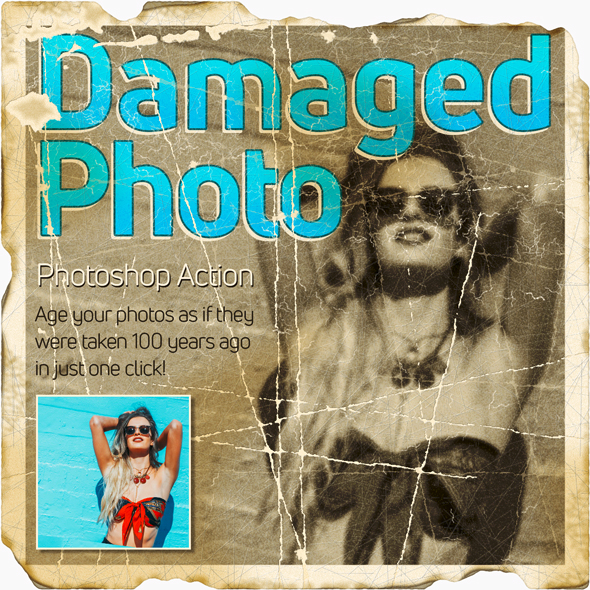 Damaged
Photo
Photoshop Action
Age your photos as if they
were taken 100 years ago
in just one click!